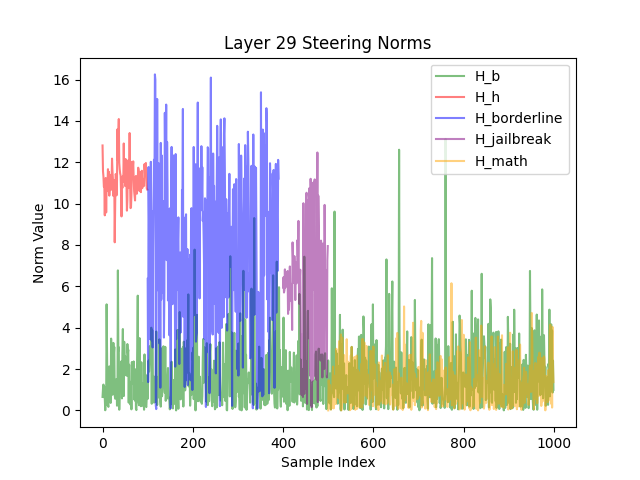 Layer 29 Steering Norms
H_b
H_h
H_borderline
H_jailbreak
H_math
Norm Value
16
14
12
10
8
6
4
2
0
0 200 400 600 800 1000
Sample Index